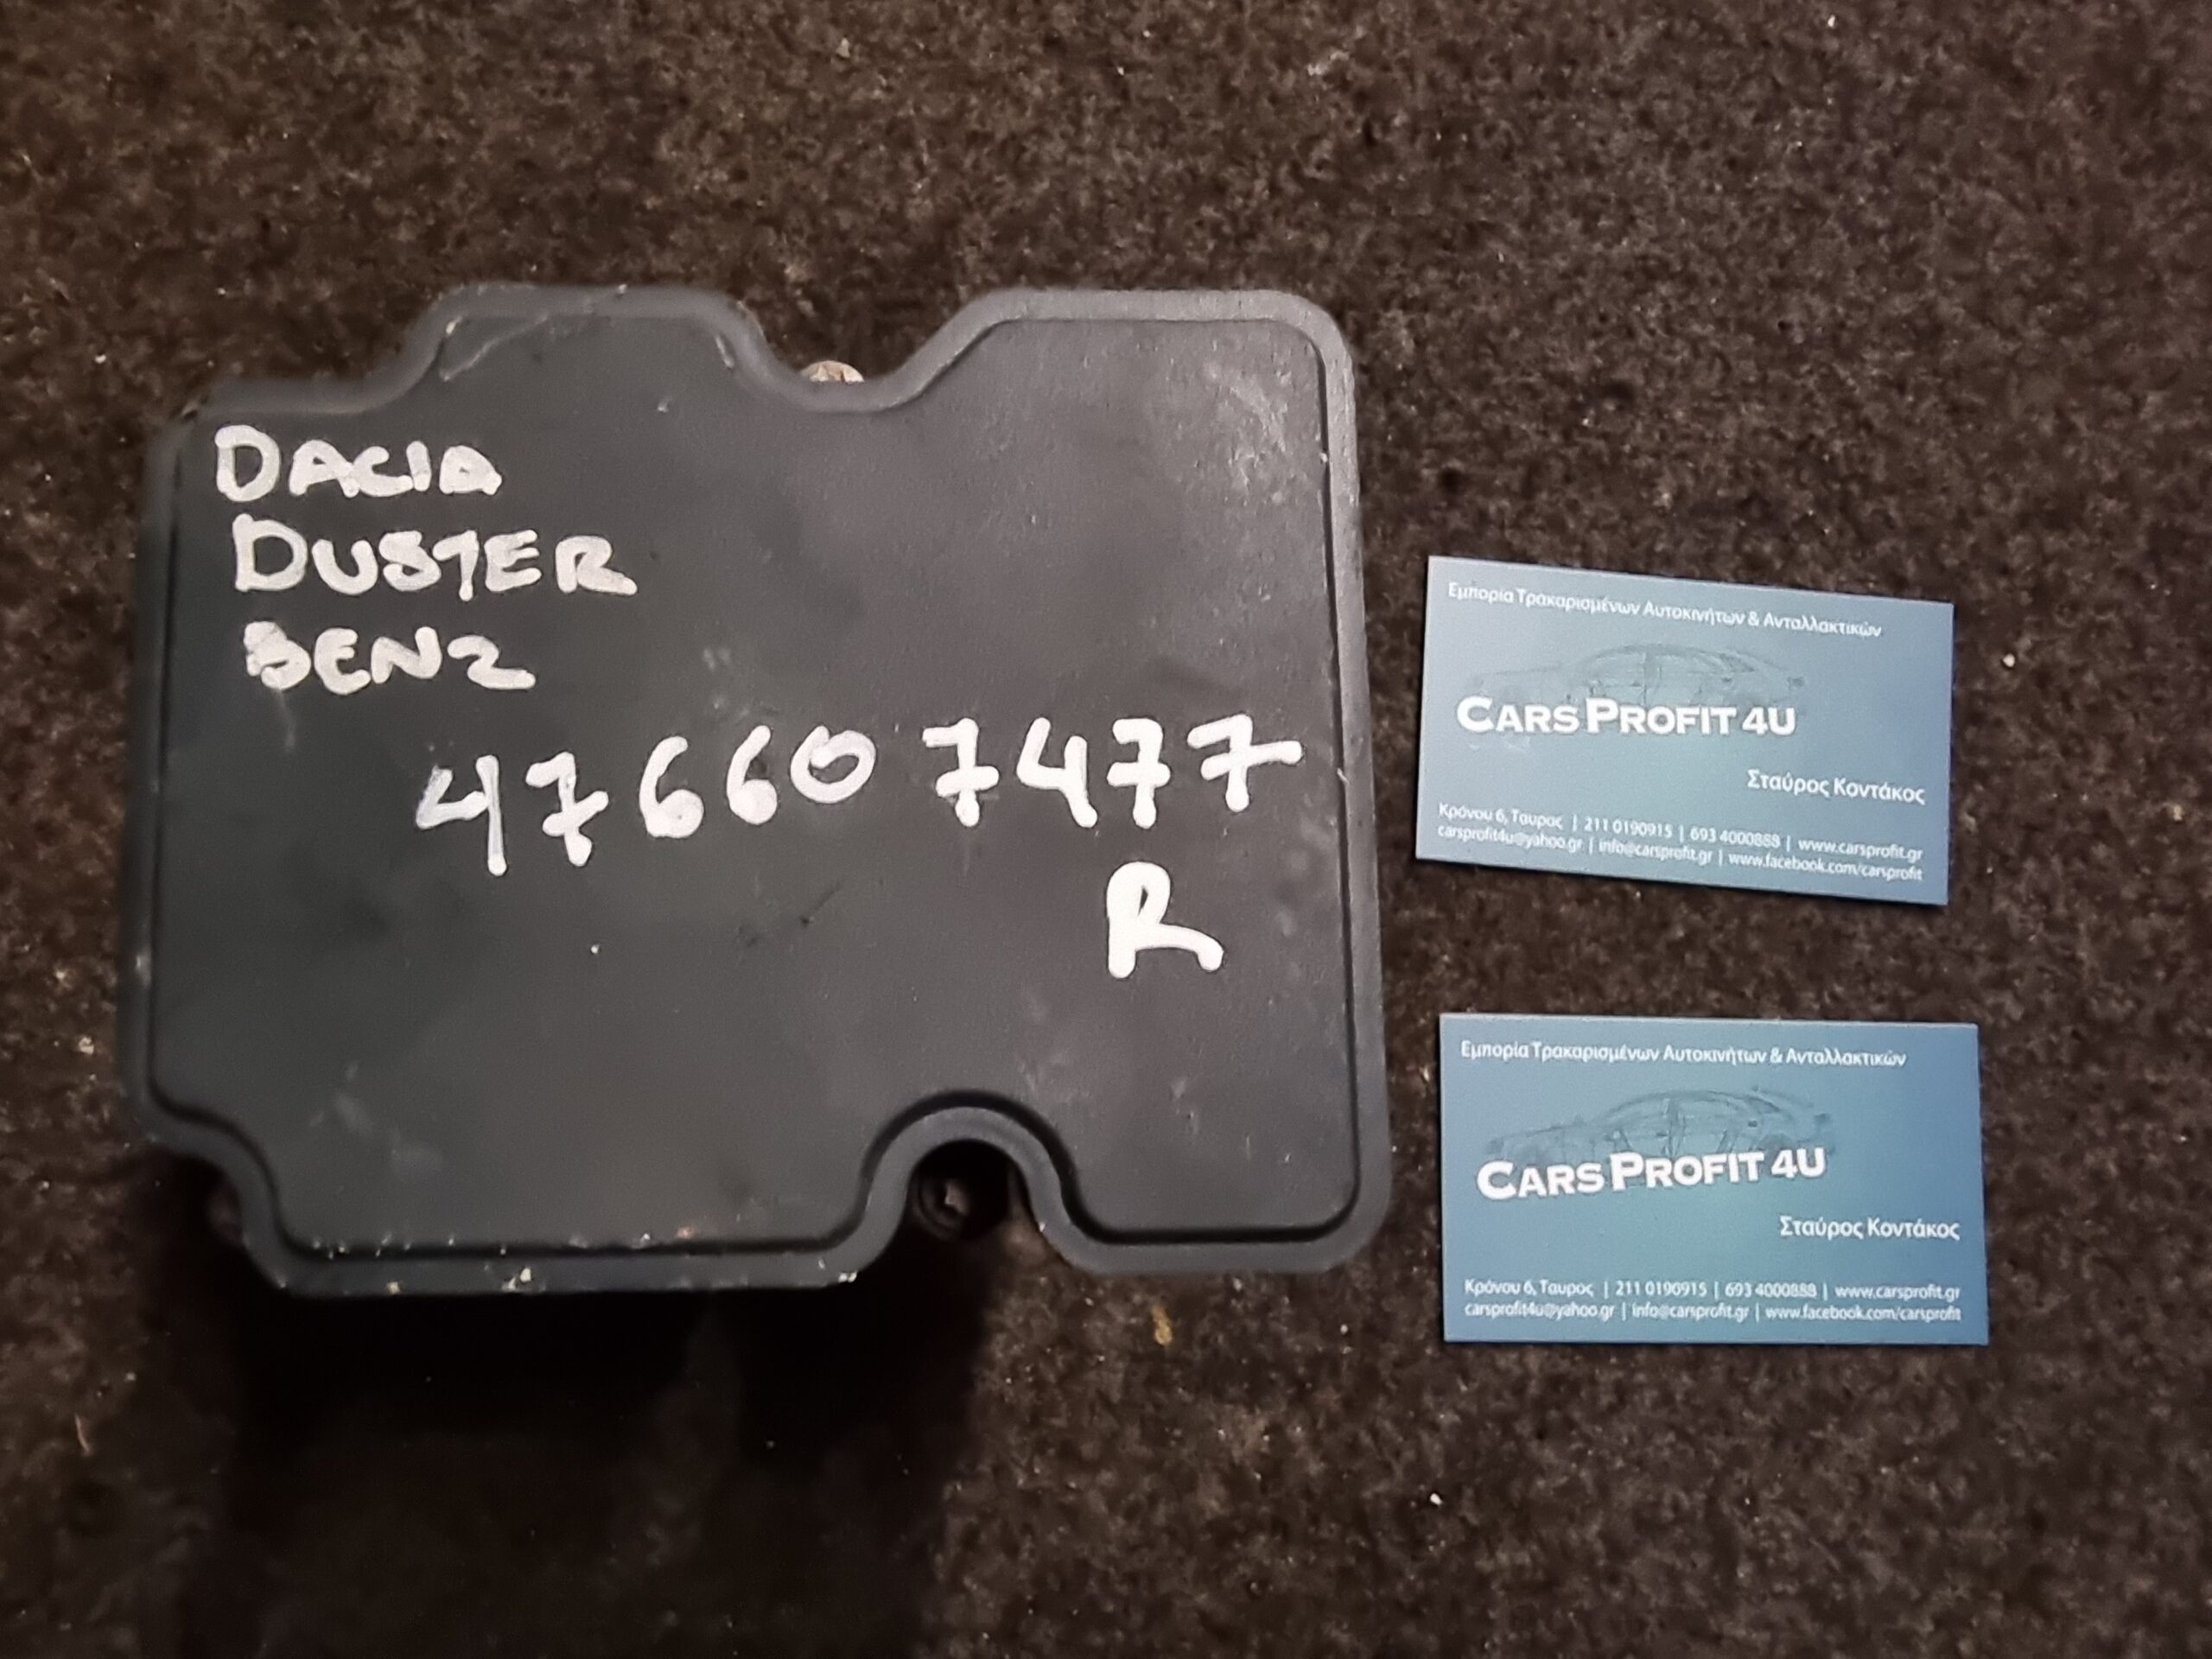 DACIA
DUSTER
BENZ
476607477
R
Εμπορία Τρακαρισμένων Αυτοκινήτων & Ανταλλακτικών
CARS PROFIT 4U
Σταύρος Κοντάκος
Κρόνου 6, Ταυρος | 211 0190915 | 693 4000888 | www.carsprofit.gr
carsprofit4u@yahoo.gr | info@carsprofit.gr | www.facebook.com/carsprofit
Εμπορία Τρακαρισμένων Αυτοκινήτων & Ανταλλακτικών
CARS PROFIT 4U
Σταύρος Κοντάκος
Κρόνου 6, Ταυρος | 211 0190915 | 693 4000888 | www.carsprofit.gr
carsprofit4u@yahoo.gr | info@carsprofit.gr | www.facebook.com/carsprofit